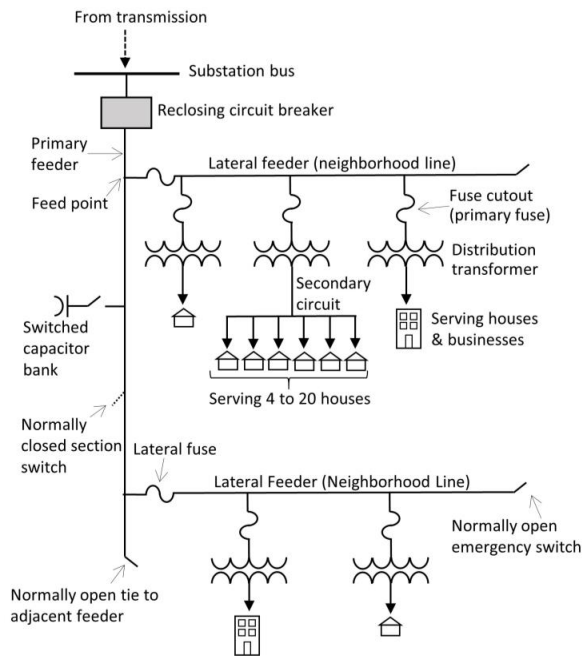 From transmission
Substation bus
Reclosing circuit breaker
Primary
feeder
Lateral feeder (neighborhood line)
Feed point
Fuse cutout
(primary fuse)
Distribution
transformer
Secondary
circuit
Switched
capacitor
bank
Serving houses
& businesses
Serving 4 to 20 houses
Normally
closed section
switch
Lateral fuse
Lateral Feeder (Neighborhood Line)
Normally open
emergency switch
Normally open tie to
adjacent feeder